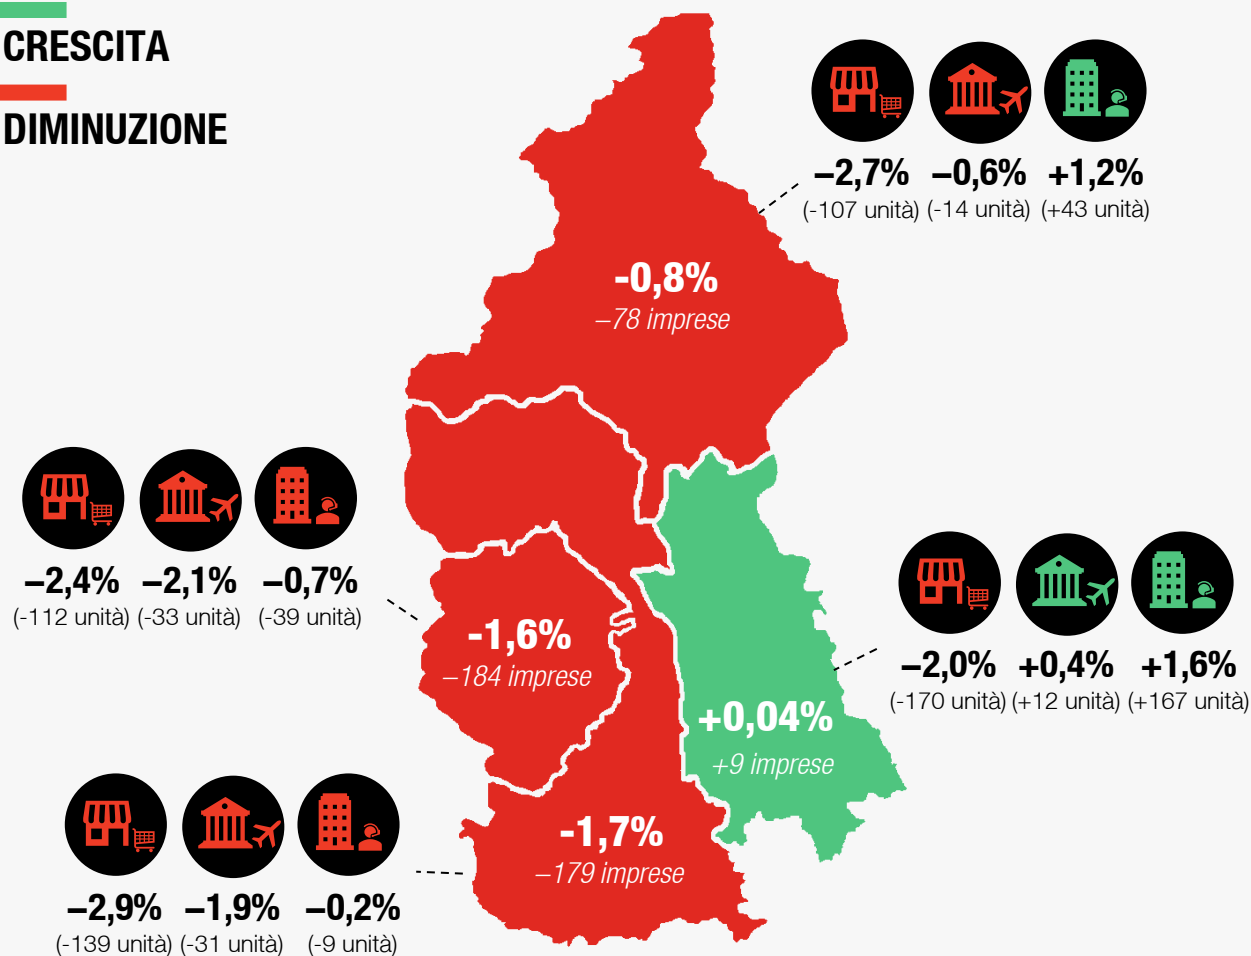 CRESCITA
DIMINUZIONE
–2,7% –0,6% +1,2%
(-107 unità) (-14 unità) (+43 unità)
-0,8%
–78 imprese
–2,4% –2,1% –0,7%
(-112 unità) (-33 unità) (-39 unità)
-1,6%
–184 imprese
–2,0% +0,4% +1,6%
(-170 unità) (+12 unità) (+167 unità)
+0,04%
+9 imprese
-1,7%
–179 imprese
–2,9% –1,9% –0,2%
(-139 unità) (-31 unità) (-9 unità)